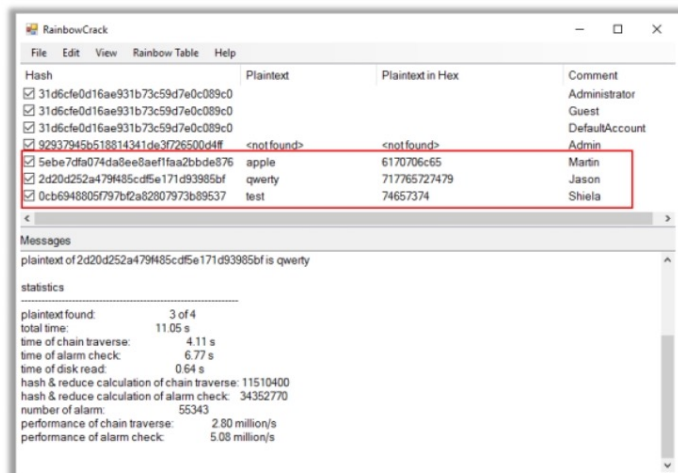 RainbowCrack
File Edit View Rainbow Table Help
Hash Plaintext Plaintext in Hex Comment
31d6cfe0d16ae931b73c59d7e0c089c0 Administrator
31d6cfe0d16ae931b73c59d7e0c089c0 Guest
31d6cfe0d16ae931b73c59d7e0c089c0 DefaultAccount
92937945b518814341de3f726500d4ff <notfound> <notfound> Admin
5ebe7dfa074da8ee8aef1faa2bbde876 apple 6170706c65 Martin
2d20d252a479f485cdf5e171d93985bf qwerty 717765727479 Jason
0cb6948805f797bf2a82807973b89537 test 74657374 Shiela
Messages
plaintext of 2d20d252a479f485cdf5e171d93985bf is qwerty
statistics
----------------------------------------------------------------
plaintext found: 3 of 4
total time: 11.05 s
time of chain traverse: 4.11 s
time of alarm check: 6.77 s
time of disk read: 0.64 s
hash & reduce calculation of chain traverse: 11510400
hash & reduce calculation of alarm check: 34352770
number of alarm: 55343
performance of chain traverse: 2.80 million/s
performance of alarm check: 5.08 million/s